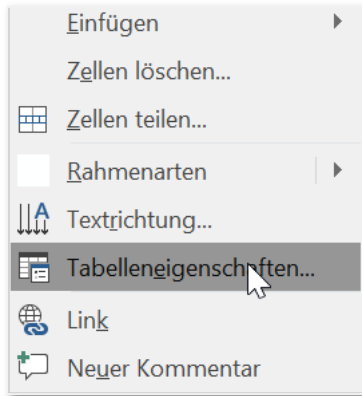 Einfügen
Zellen löschen...
Zellen teilen...
Rahmenarten
Textrichtung...
Tabelleneigenschaften...
Link
Neuer Kommentar